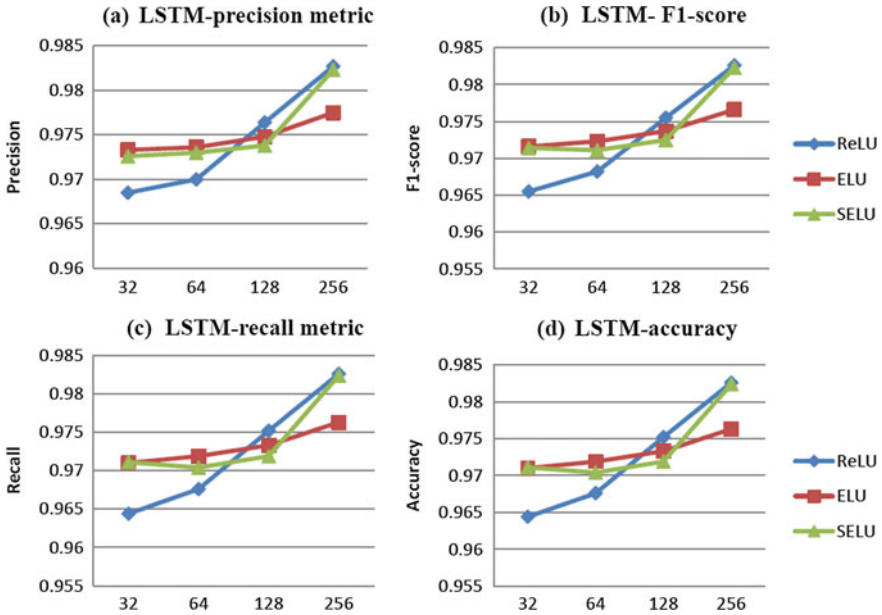 (a) LSTM-precision metric
0.985
0.98
0.975
0.97
0.965
0.96
Precision
32 64 128 256
(b) LSTM- F1-score
0.985
0.98
0.975
0.97
0.965
0.96
0.955
F1-score
32 64 128 256
ReLU
ELU
SELU
(c) LSTM-recall metric
0.985
0.98
0.975
0.97
0.965
0.96
0.955
Recall
32 64 128 256
(d) LSTM-accuracy
0.985
0.98
0.975
0.97
0.965
0.96
0.955
Accuracy
32 64 128 256
ReLU
ELU
SELU